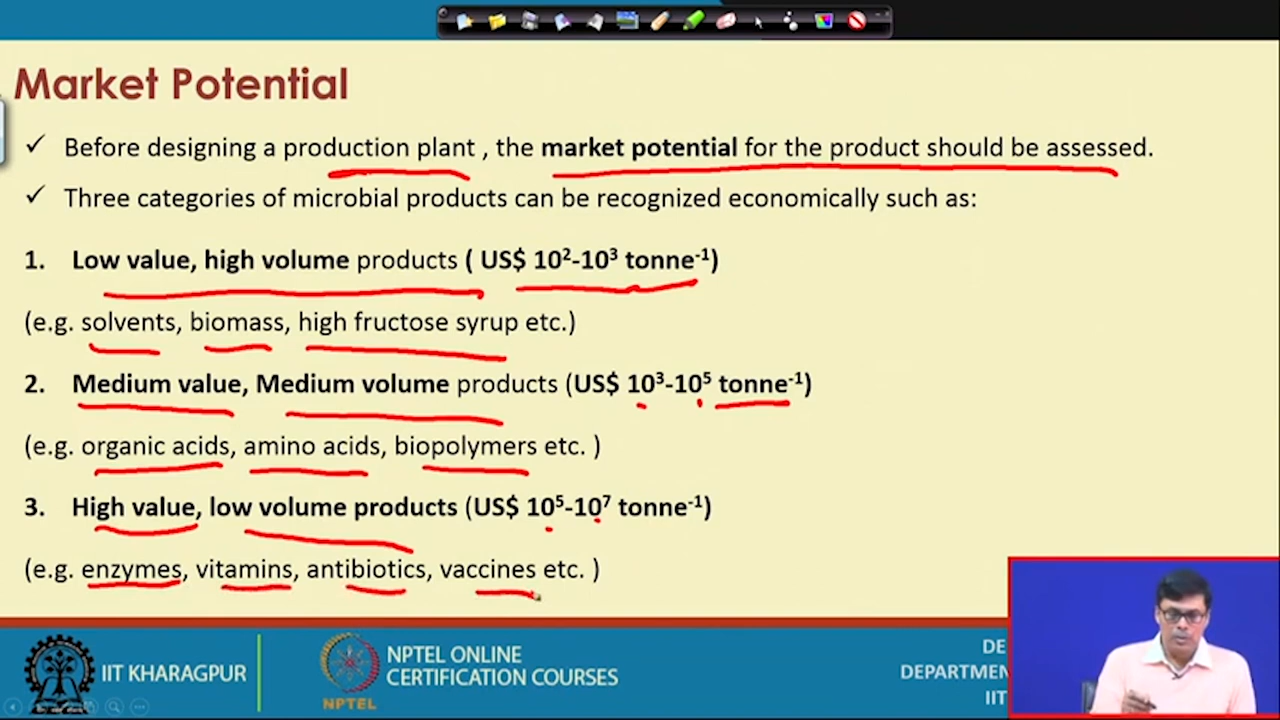 Market Potential
✓ Before designing a production plant , the market potential for the product should be assessed.
✓ Three categories of microbial products can be recognized economically such as:
1. Low value, high volume products ( US$ 10²-10³ tonne⁻¹)
(e.g. solvents, biomass, high fructose syrup etc.)
2. Medium value, Medium volume products (US$ 10³-10⁵ tonne⁻¹)
(e.g. organic acids, amino acids, biopolymers etc. )
3. High value, low volume products (US$ 10⁵-10⁷ tonne⁻¹)
(e.g. enzymes, vitamins, antibiotics, vaccines etc. )
IIT KHARAGPUR
NPTEL
NPTEL ONLINE
CERTIFICATION COURSES
DE
DEPARTMEN
IIT